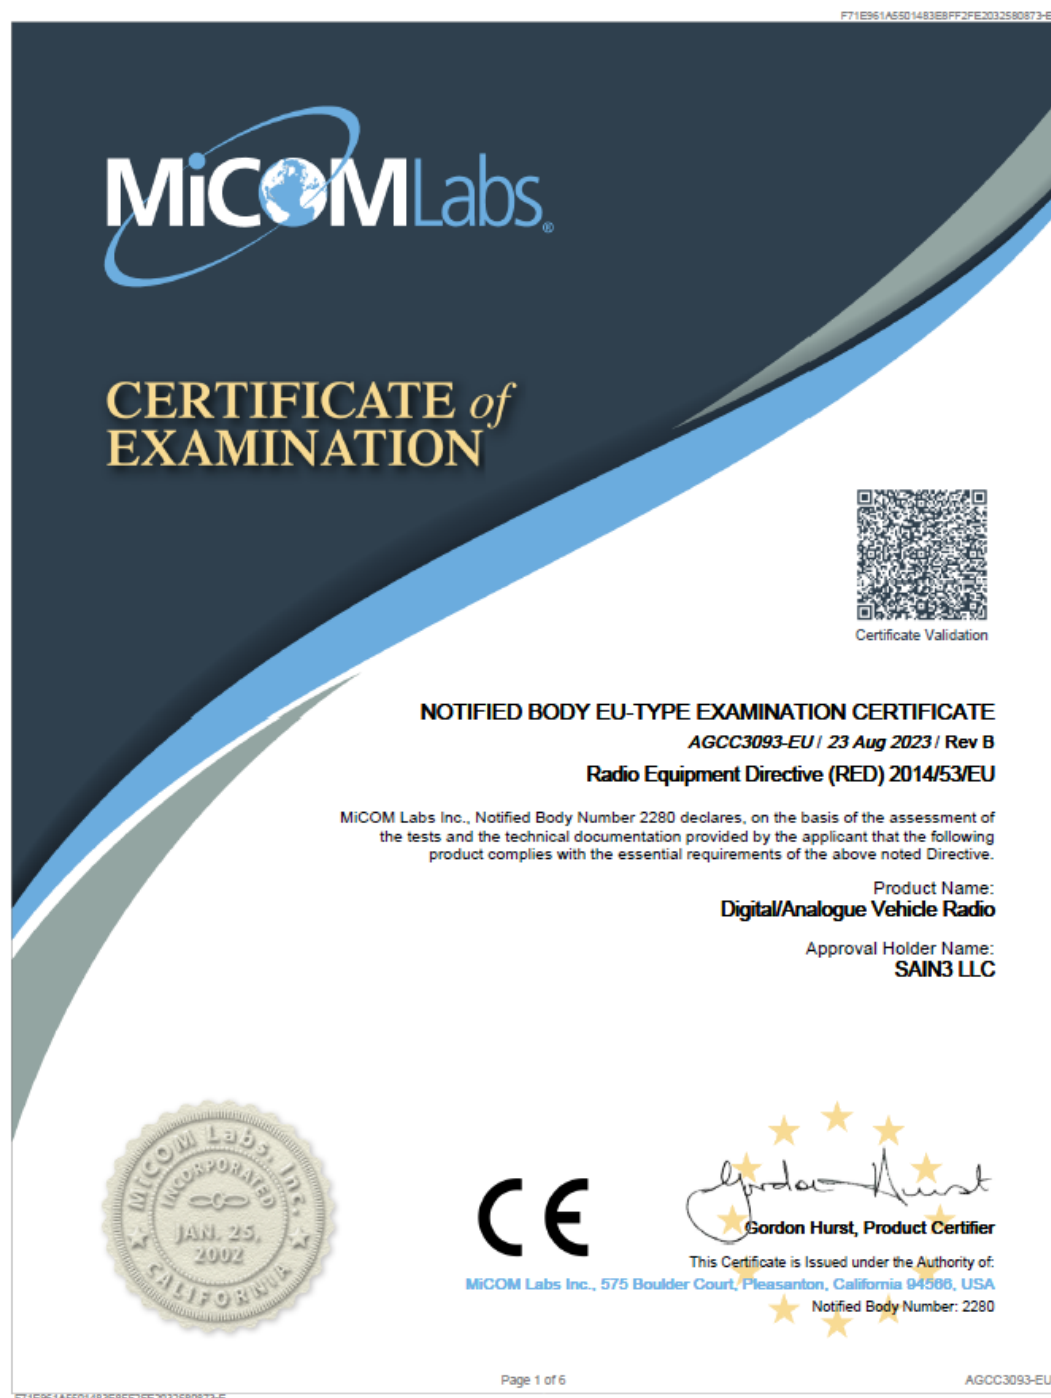 F71E961A5501483E8FF2FE2032580873-E
MiCOMLabs®
CERTIFICATE of
EXAMINATION
Certificate Validation
NOTIFIED BODY EU-TYPE EXAMINATION CERTIFICATE
AGCC3093-EU / 23 Aug 2023 / Rev B
Radio Equipment Directive (RED) 2014/53/EU
MiCOM Labs Inc., Notified Body Number 2280 declares, on the basis of the assessment of
the tests and the technical documentation provided by the applicant that the following
product complies with the essential requirements of the above noted Directive.
Product Name:
Digital/Analogue Vehicle Radio
Approval Holder Name:
SAIN3 LLC
MiCOM Labs, Inc.
INCORPORATED
JAN. 25,
2002
CALIFORNIA
CE
Gordon Hurst
Gordon Hurst, Product Certifier
This Certificate is Issued under the Authority of:
MiCOM Labs Inc., 575 Boulder Court, Pleasanton, California 94566, USA
Notified Body Number: 2280
Page 1 of 6
AGCC3093-EU